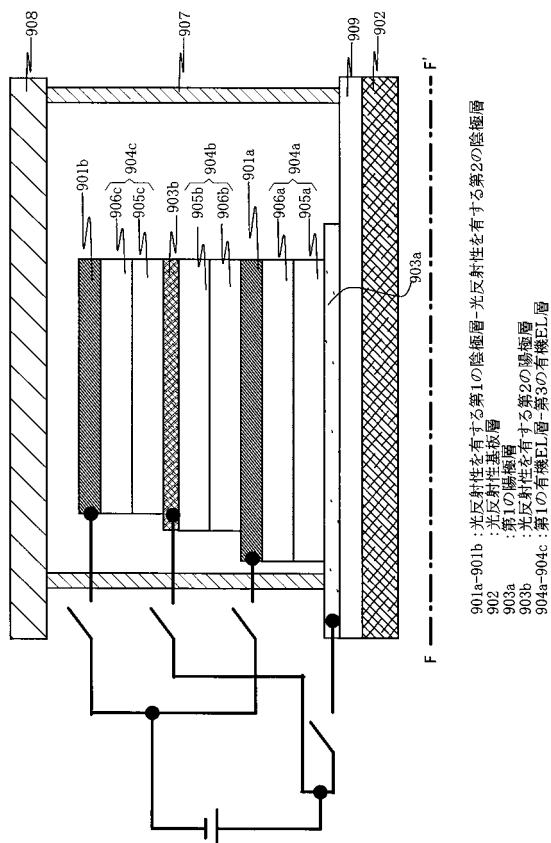 908
907
909
902
901b
906c
905c
904c
903b
905b
906b
904b
901a
906a
905a
904a
903a
F
F'
901a-901b：光反射性を有する第1の陰極層-光反射性を有する第2の陰極層
902 ：光反射性基板層
903a ：第1の陽極層
903b ：光反射性を有する第2の陽極層
904a-904c：第1の有機EL層-第3の有機EL層